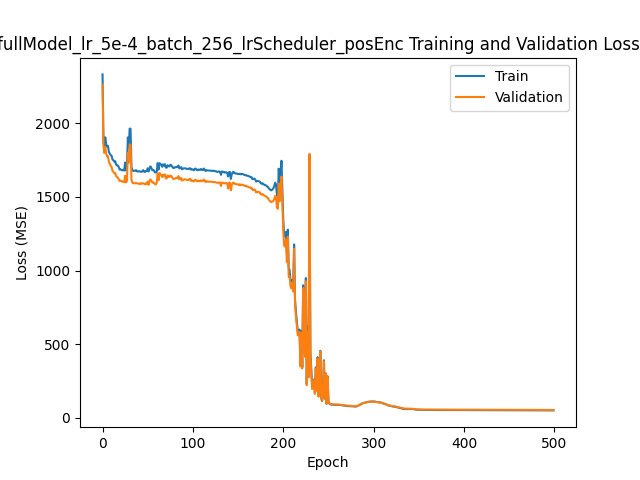 fullModel_lr_5e-4_batch_256_lrScheduler_posEnc Training and Validation Loss
Train
Validation
Loss (MSE)
2000
1500
1000
500
0
0 100 200 300 400 500
Epoch